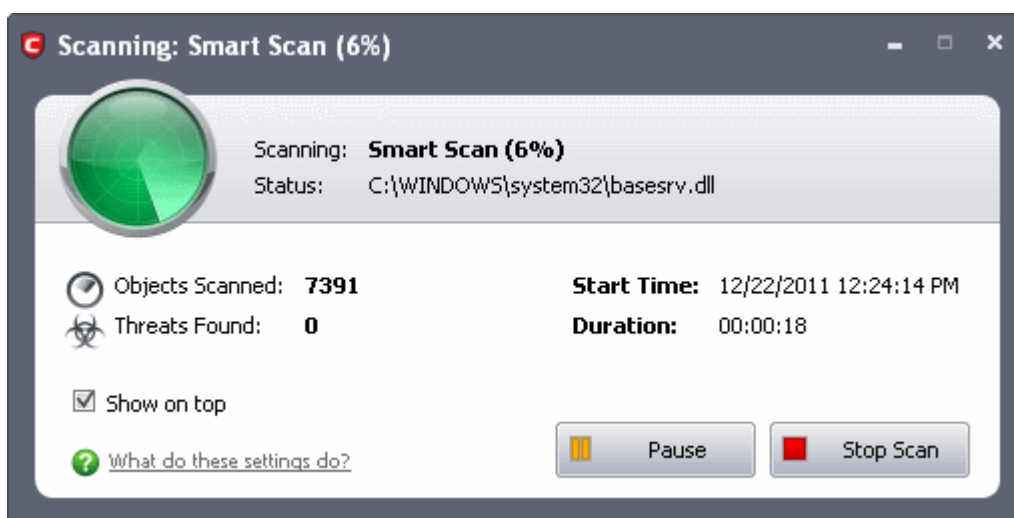 Scanning: Smart Scan (6%)
Scanning: Smart Scan (6%)
Status: C:\WINDOWS\system32\basesrv.dll
Objects Scanned: 7391
Start Time: 12/22/2011 12:24:14 PM
Threats Found: 0
Duration: 00:00:18
Show on top
What do these settings do?
Pause
Stop Scan